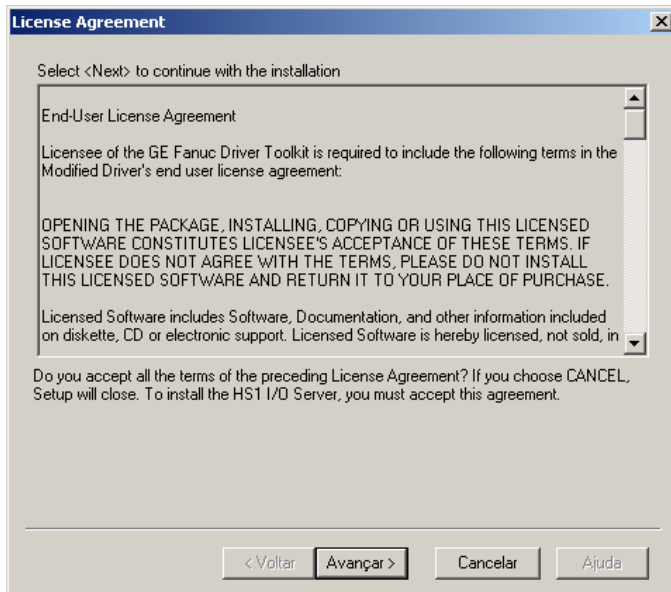 License Agreement
Select <Next> to continue with the installation
End-User License Agreement
Licensee of the GE Fanuc Driver Toolkit is required to include the following terms in the
Modified Driver's end user license agreement:
OPENING THE PACKAGE, INSTALLING, COPYING OR USING THIS LICENSED
SOFTWARE CONSTITUTES LICENSEE'S ACCEPTANCE OF THESE TERMS. IF
LICENSEE DOES NOT AGREE WITH THE TERMS, PLEASE DO NOT INSTALL
THIS LICENSED SOFTWARE AND RETURN IT TO YOUR PLACE OF PURCHASE.
Licensed Software includes Software, Documentation, and other information included
on diskette, CD or electronic support. Licensed Software is hereby licensed, not sold, in
Do you accept all the terms of the preceding License Agreement? If you choose CANCEL,
Setup will close. To install the HS1 I/O Server, you must accept this agreement.
< Voltar Avançar > Cancelar Ajuda